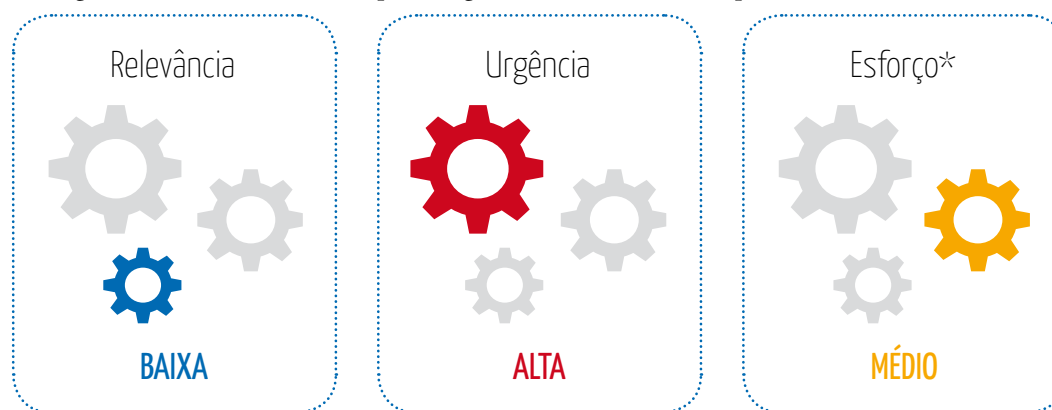 Relevância
Urgência
Esforço*
BAIXA
ALTA
MÉDIO